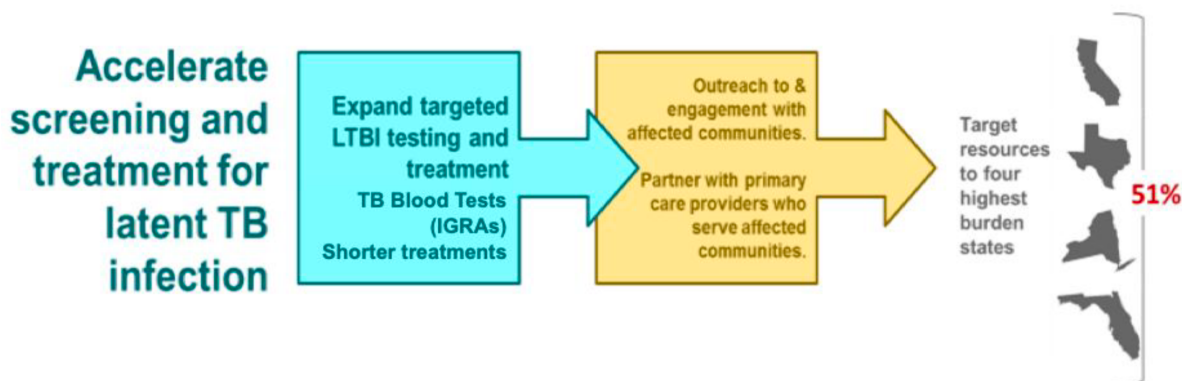 Accelerate
screening and
treatment for
latent TB
infection
Expand targeted
LTBI testing and
treatment
TB Blood Tests
(IGRAs)
Shorter treatments
Outreach to &
engagement with
affected communities.
Partner with primary
care providers who
serve affected
communities.
Target
resources
to four
highest
burden
states
51%